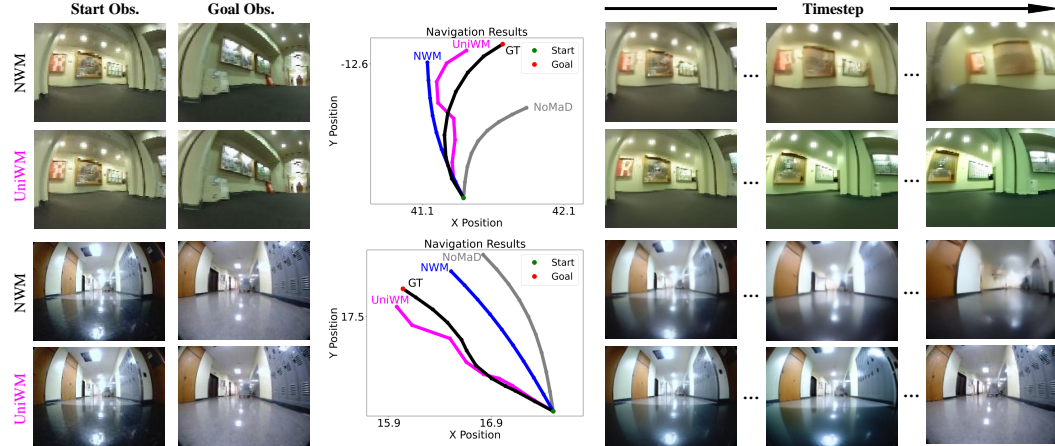 Start Obs.
Goal Obs.
Timestep
NWM
UniWM
Navigation Results
UniWM
NWM
GT
Start
Goal
NoMaD
-12.6
Y Position
41.1
42.1
X Position
...
...
...
...
NWM
UniWM
Navigation Results
NoMaD
NWM
GT
UniWM
Start
Goal
17.5
Y Position
15.9
16.9
X Position
...
...
...
...